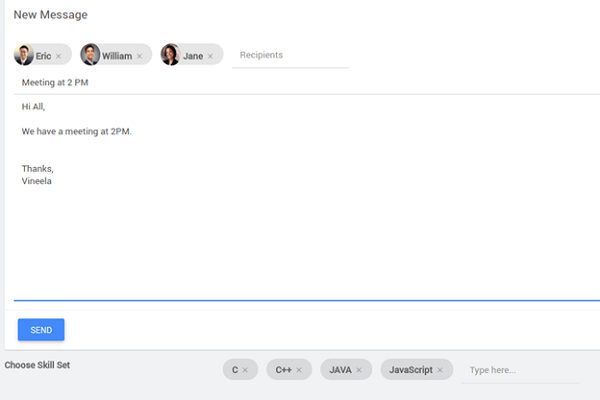 New Message
Eric × William × Jane × Recipients
Meeting at 2 PM
Hi All,
We have a meeting at 2PM.
Thanks,
Vineela
SEND
Choose Skill Set C × C++ × JAVA × JavaScript × Type here...